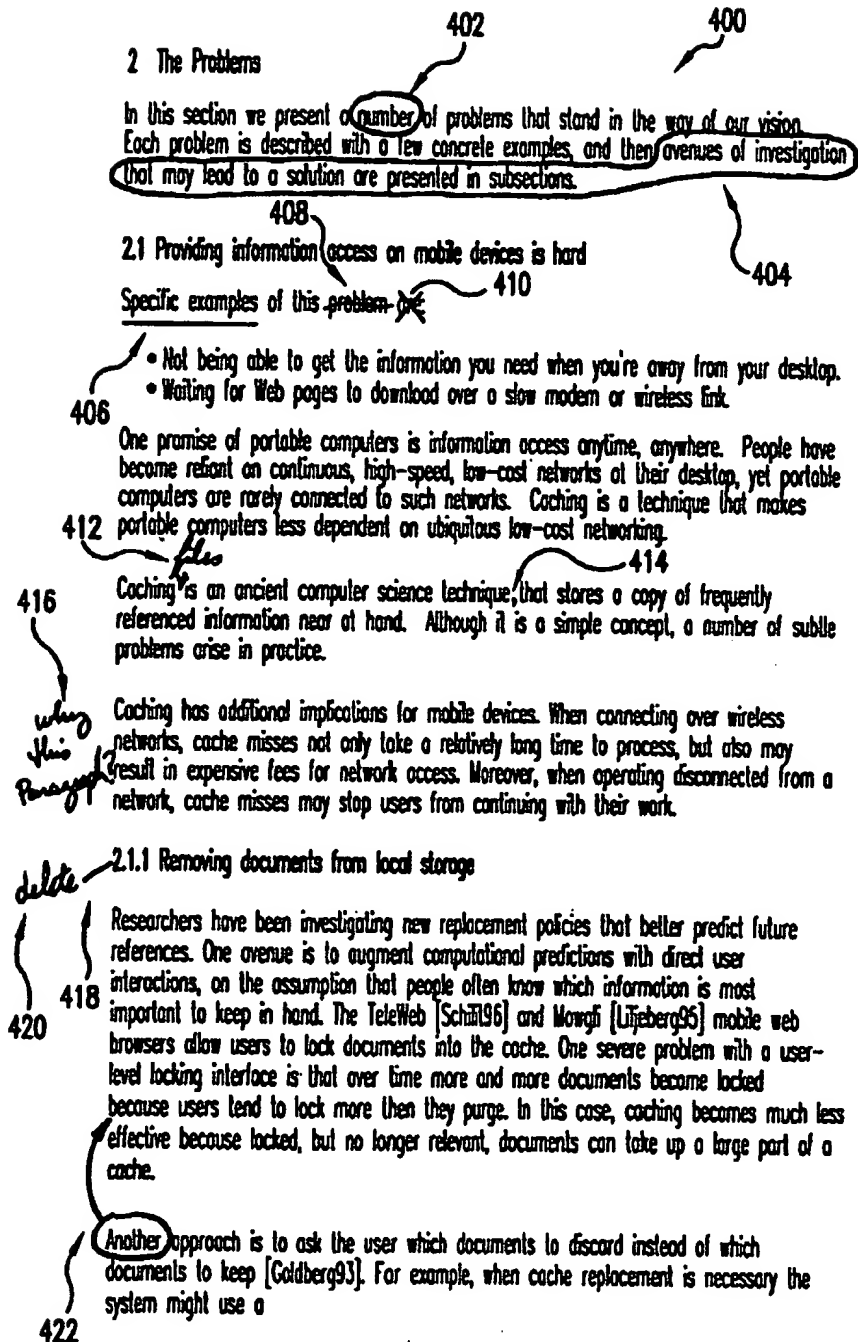 402
400
2 The Problems
In this section we present a number of problems that stand in the way of our vision.
Each problem is described with a few concrete examples, and then avenues of investigation
that may lead to a solution are presented in subsections.
408
404
2.1 Providing information access on mobile devices is hard
410
Specific examples of this problem are
• Not being able to get the information you need when you're away from your desktop.
406
• Waiting for Web pages to download over a slow modem or wireless link.
One promise of portable computers is information access anytime, anywhere. People have
become reliant on continuous, high-speed, low-cost networks at their desktop, yet portable
computers are rarely connected to such networks. Caching is a technique that makes
portable computers less dependent on ubiquitous low-cost networking.
412
files
414
Caching is an ancient computer science technique, that stores a copy of frequently
416
referenced information near at hand. Although it is a simple concept, a number of subtle
problems arise in practice.
why
this
Paragraph?
Caching has additional implications for mobile devices. When connecting over wireless
networks, cache misses not only take a relatively long time to process, but also may
result in expensive fees for network access. Moreover, when operating disconnected from a
network, cache misses may stop users from continuing with their work.
delete
2.1.1 Removing documents from local storage
418
420
Researchers have been investigating new replacement policies that better predict future
references. One avenue is to augment computational predictions with direct user
interactions, on the assumption that people often know which information is most
important to keep in hand. The TeleWeb [Schilit96] and Mowgli [Liljeberg95] mobile web
browsers allow users to lock documents into the cache. One severe problem with a user-
level locking interface is that over time more and more documents become locked
because users tend to lock more then they purge. In this case, caching becomes much less
effective because locked, but no longer relevant, documents can take up a large part of a
cache.
Another approach is to ask the user which documents to discard instead of which
documents to keep [Goldberg93]. For example, when cache replacement is necessary the
system might use a
422